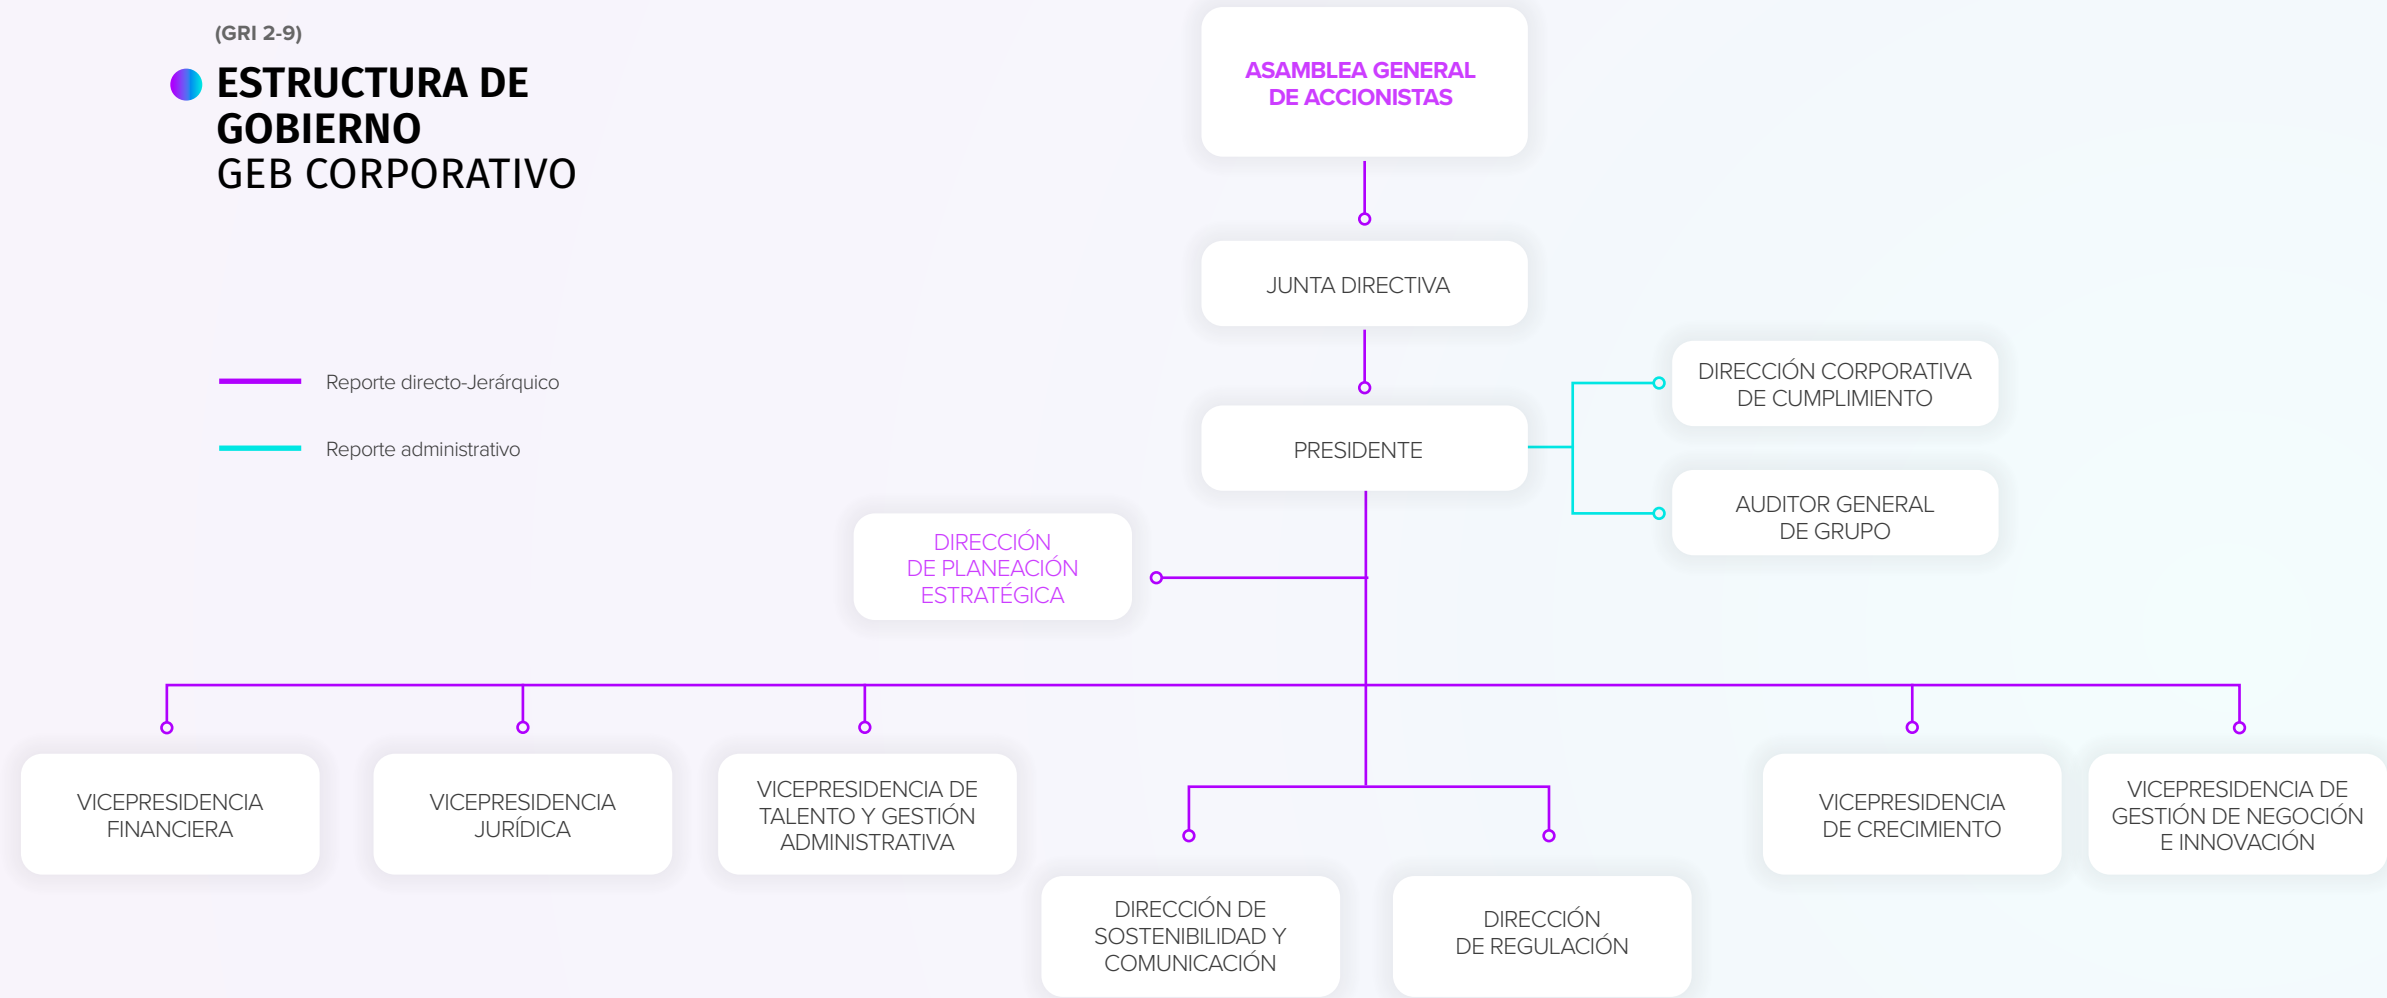 (GRI 2-9)
ESTRUCTURA DE
GOBIERNO
GEB CORPORATIVO
ASAMBLEA GENERAL
DE ACCIONISTAS
JUNTA DIRECTIVA
Reporte directo-Jerárquico
Reporte administrativo
PRESIDENTE
DIRECCIÓN CORPORATIVA
DE CUMPLIMIENTO
AUDITOR GENERAL
DE GRUPO
DIRECCIÓN
DE PLANEACIÓN
ESTRATÉGICA
VICEPRESIDENCIA
FINANCIERA
VICEPRESIDENCIA
JURÍDICA
VICEPRESIDENCIA DE
TALENTO Y GESTIÓN
ADMINISTRATIVA
DIRECCIÓN DE
SOSTENIBILIDAD Y
COMUNICACIÓN
DIRECCIÓN
DE REGULACIÓN
VICEPRESIDENCIA
DE CRECIMIENTO
VICEPRESIDENCIA DE
GESTIÓN DE NEGOCIÓN
E INNOVACIÓN